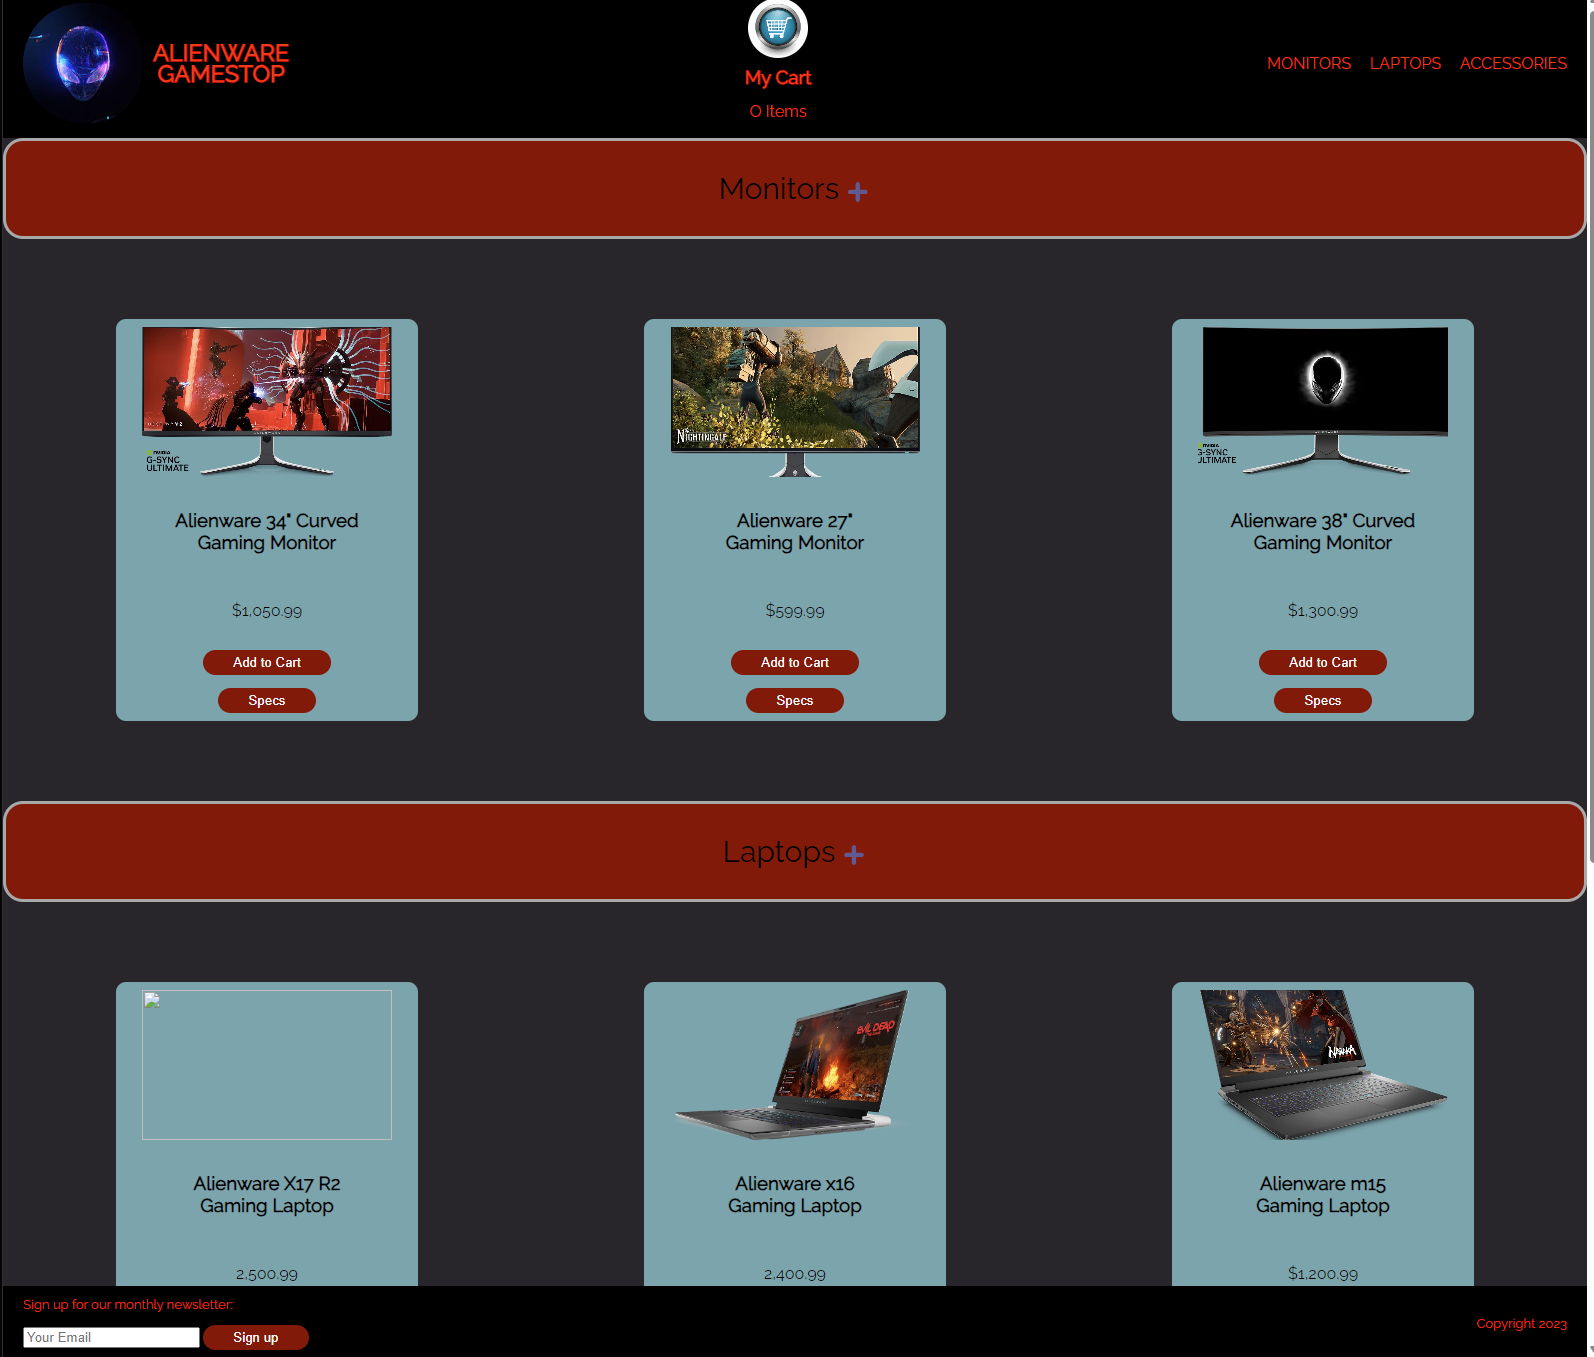 ALIENWARE
GAMESTOP
My Cart
0 Items
MONITORS LAPTOPS ACCESSORIES
Monitors +
NVIDIA
G-SYNC
ULTIMATE
NIGHTINGALE
NVIDIA
G-SYNC
ULTIMATE
Alienware 34" Curved
Gaming Monitor
Alienware 27"
Gaming Monitor
Alienware 38" Curved
Gaming Monitor
$1,050.99
$599.99
$1,300.99
Add to Cart
Add to Cart
Add to Cart
Specs
Specs
Specs
Laptops +
EVIL DEAD
NARAKA
Alienware X17 R2
Gaming Laptop
Alienware x16
Gaming Laptop
Alienware m15
Gaming Laptop
2,500.99
2,400.99
$1,200.99
Sign up for our monthly newsletter:
Your Email
Sign up
Copyright 2023